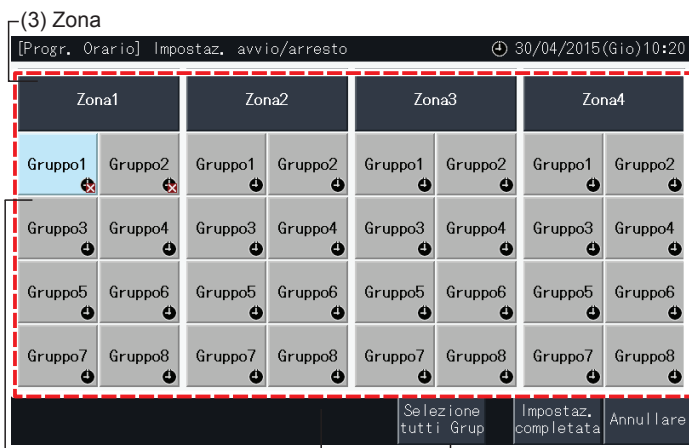 (3) Zona
[Progr. Orario] Impostaz. avvio/arresto 30/04/2015(Gio)10:20
Zona1 Zona2 Zona3 Zona4
Gruppo1 Gruppo2 Gruppo1 Gruppo2 Gruppo1 Gruppo2 Gruppo1 Gruppo2
Gruppo3 Gruppo4 Gruppo3 Gruppo4 Gruppo3 Gruppo4 Gruppo3 Gruppo4
Gruppo5 Gruppo6 Gruppo5 Gruppo6 Gruppo5 Gruppo6 Gruppo5 Gruppo6
Gruppo7 Gruppo8 Gruppo7 Gruppo8 Gruppo7 Gruppo8 Gruppo7 Gruppo8
Selezione
tutti Grup
Impostaz.
completata
Annullare